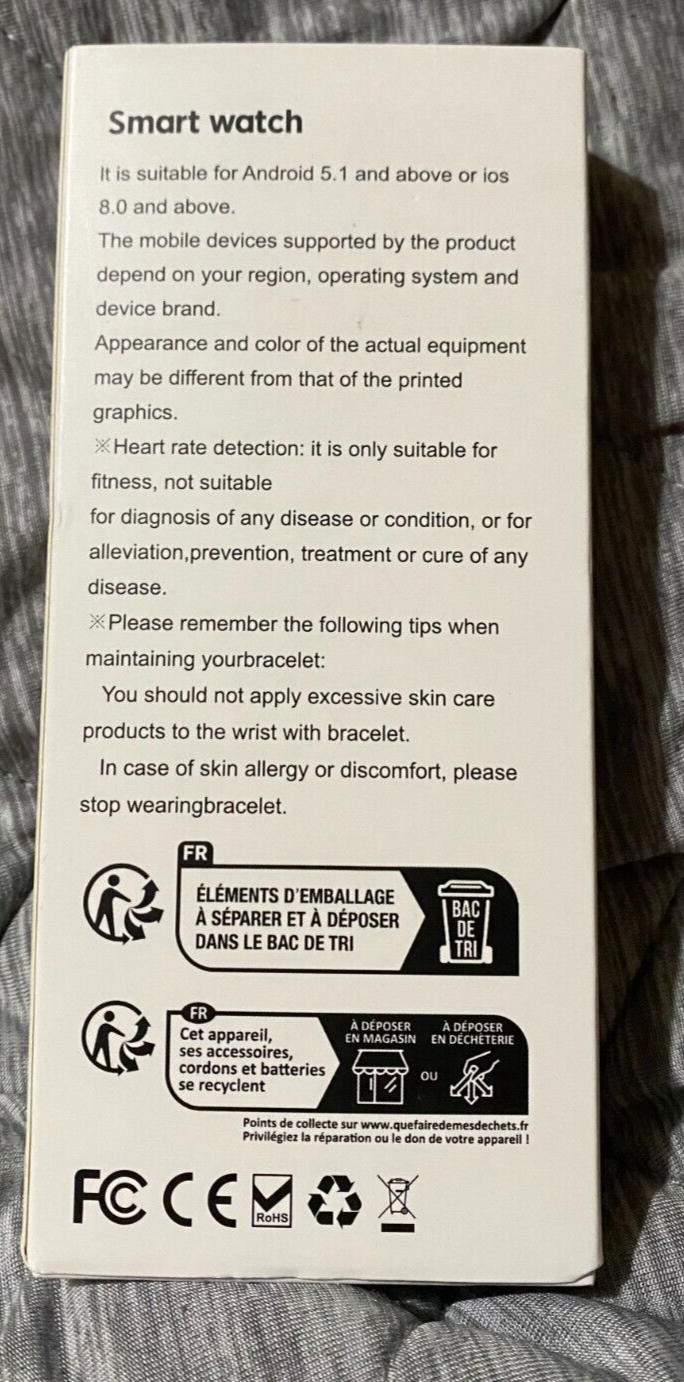 Smart watch
It is suitable for Android 5.1 and above or ios
8.0 and above.
The mobile devices supported by the product
depend on your region, operating system and
device brand.
Appearance and color of the actual equipment
may be different from that of the printed
graphics.
※Heart rate detection: it is only suitable for
fitness, not suitable
for diagnosis of any disease or condition, or for
alleviation,prevention, treatment or cure of any
disease.
※Please remember the following tips when
maintaining yourbracelet:
You should not apply excessive skin care
products to the wrist with bracelet.
In case of skin allergy or discomfort, please
stop wearingbracelet.
FR
ÉLÉMENTS D'EMBALLAGE
À SÉPARER ET À DÉPOSER
DANS LE BAC DE TRI
BAC
DE
TRI
FR
Cet appareil,
ses accessoires,
cordons et batteries
se recyclent
À DÉPOSER
EN MAGASIN
OU
À DÉPOSER
EN DÉCHÈTERIE
Points de collecte sur www.quefairedemesdechets.fr
Privilégiez la réparation ou le don de votre appareil !
FC CE RoHS